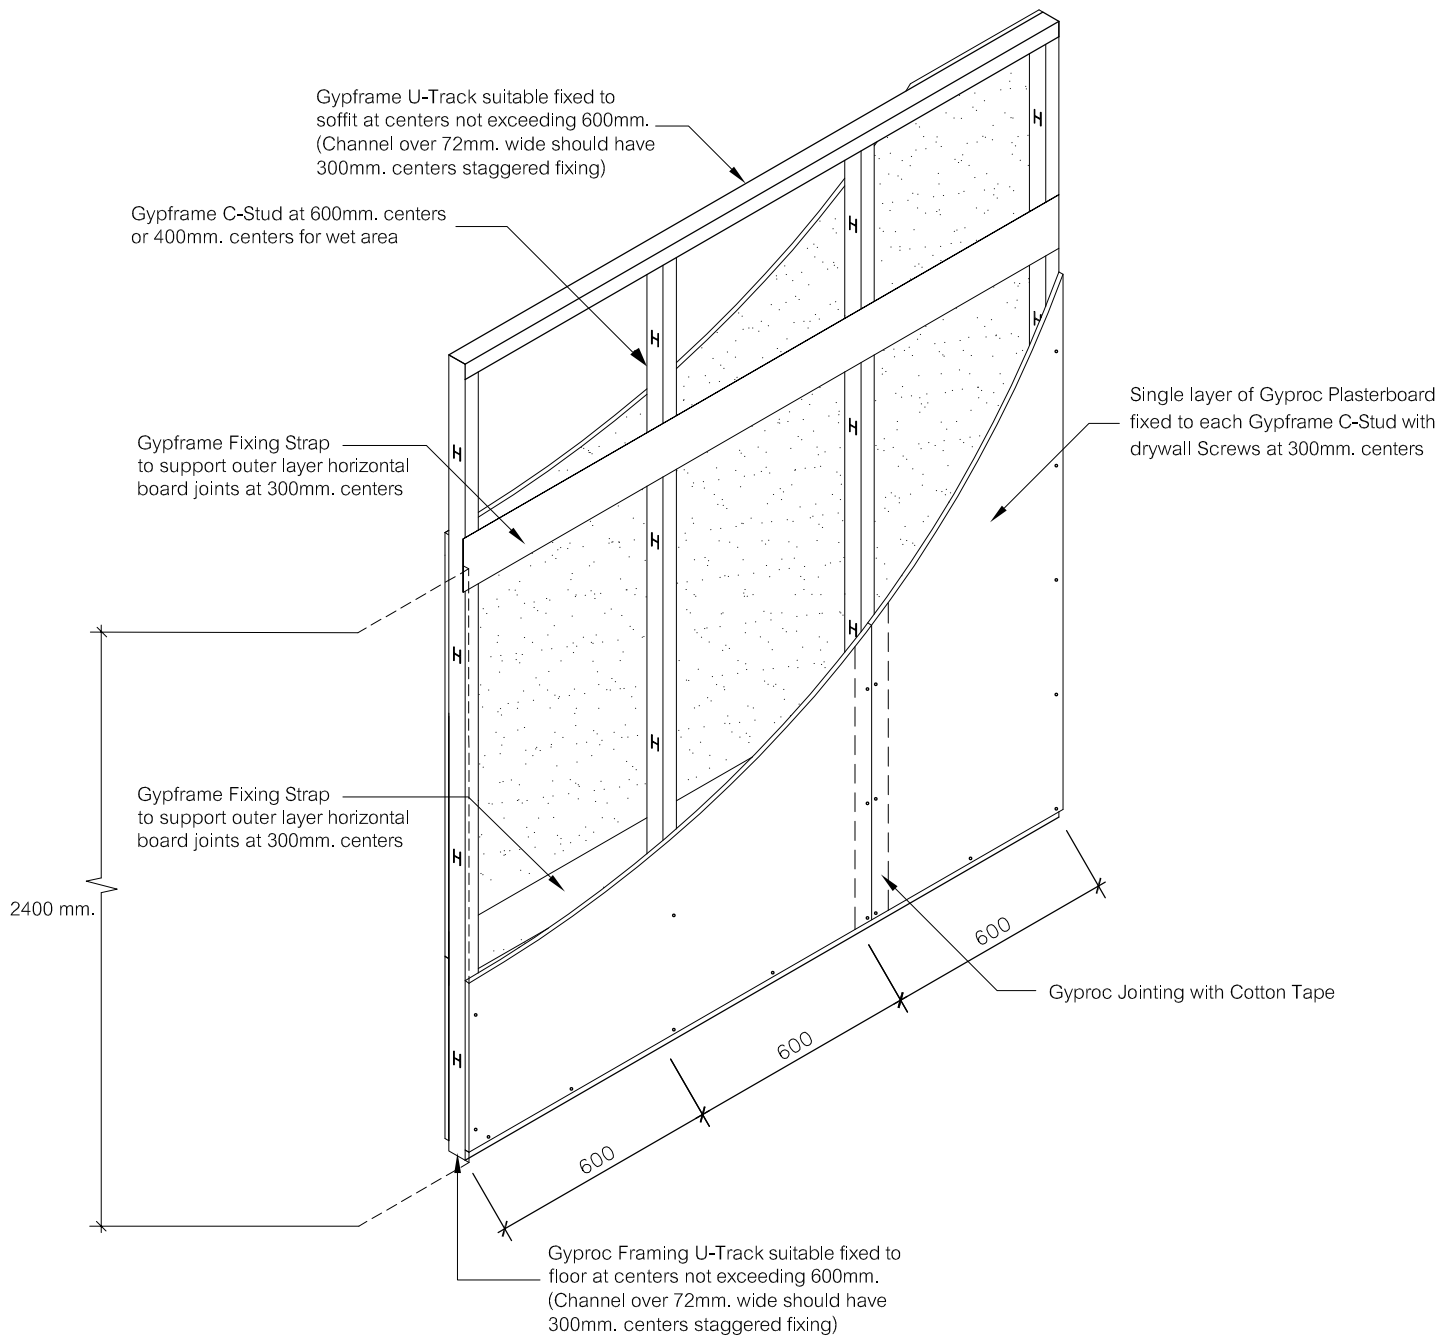 Gypframe U-Track suitable fixed to
soffit at centers not exceeding 600mm.
(Channel over 72mm. wide should have
300mm. centers staggered fixing)
Gypframe C-Stud at 600mm. centers
or 400mm. centers for wet area
Gypframe Fixing Strap
to support outer layer horizontal
board joints at 300mm. centers
Single layer of Gyproc Plasterboard
fixed to each Gypframe C-Stud with
drywall Screws at 300mm. centers
Gypframe Fixing Strap
to support outer layer horizontal
board joints at 300mm. centers
2400 mm.
600
Gyproc Jointing with Cotton Tape
600
600
Gyproc Framing U-Track suitable fixed to
floor at centers not exceeding 600mm.
(Channel over 72mm. wide should have
300mm. centers staggered fixing)